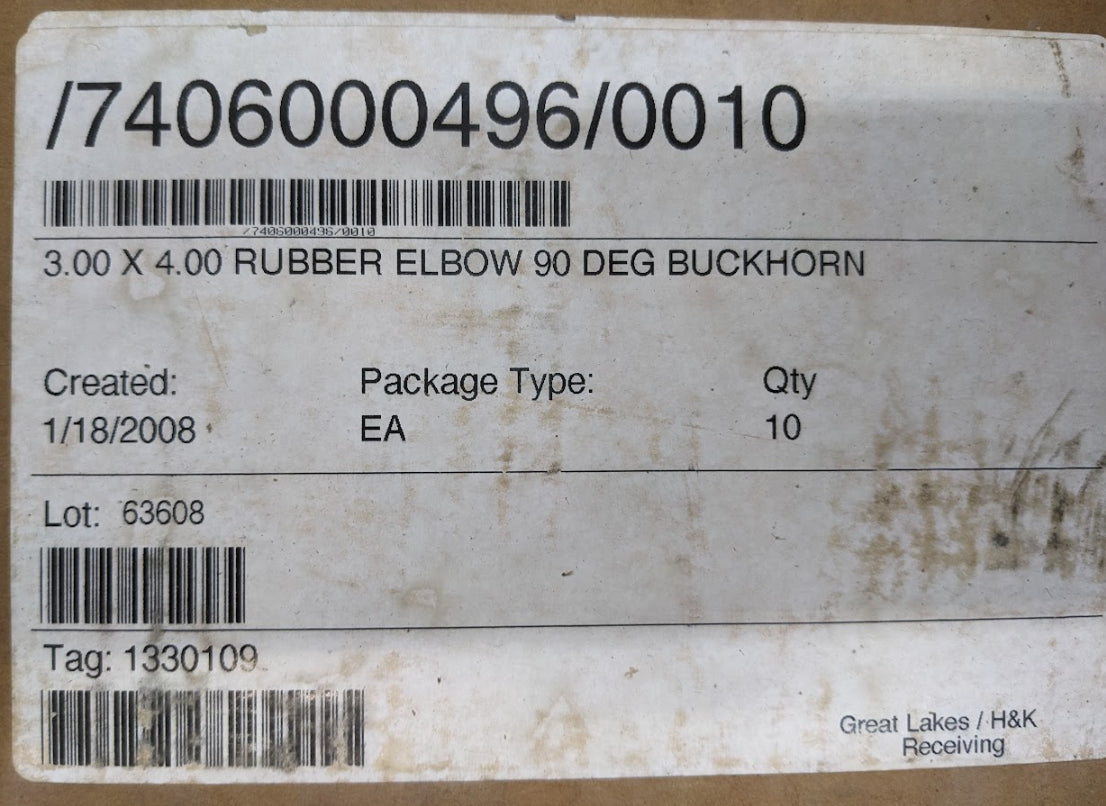 /7406000496/0010
/7406000496/0010
3.00 X 4.00 RUBBER ELBOW 90 DEG BUCKHORN
Created: Package Type: Qty
1/18/2008 EA 10
Lot: 63608
Tag: 1330109
Great Lakes / H&K
Receiving